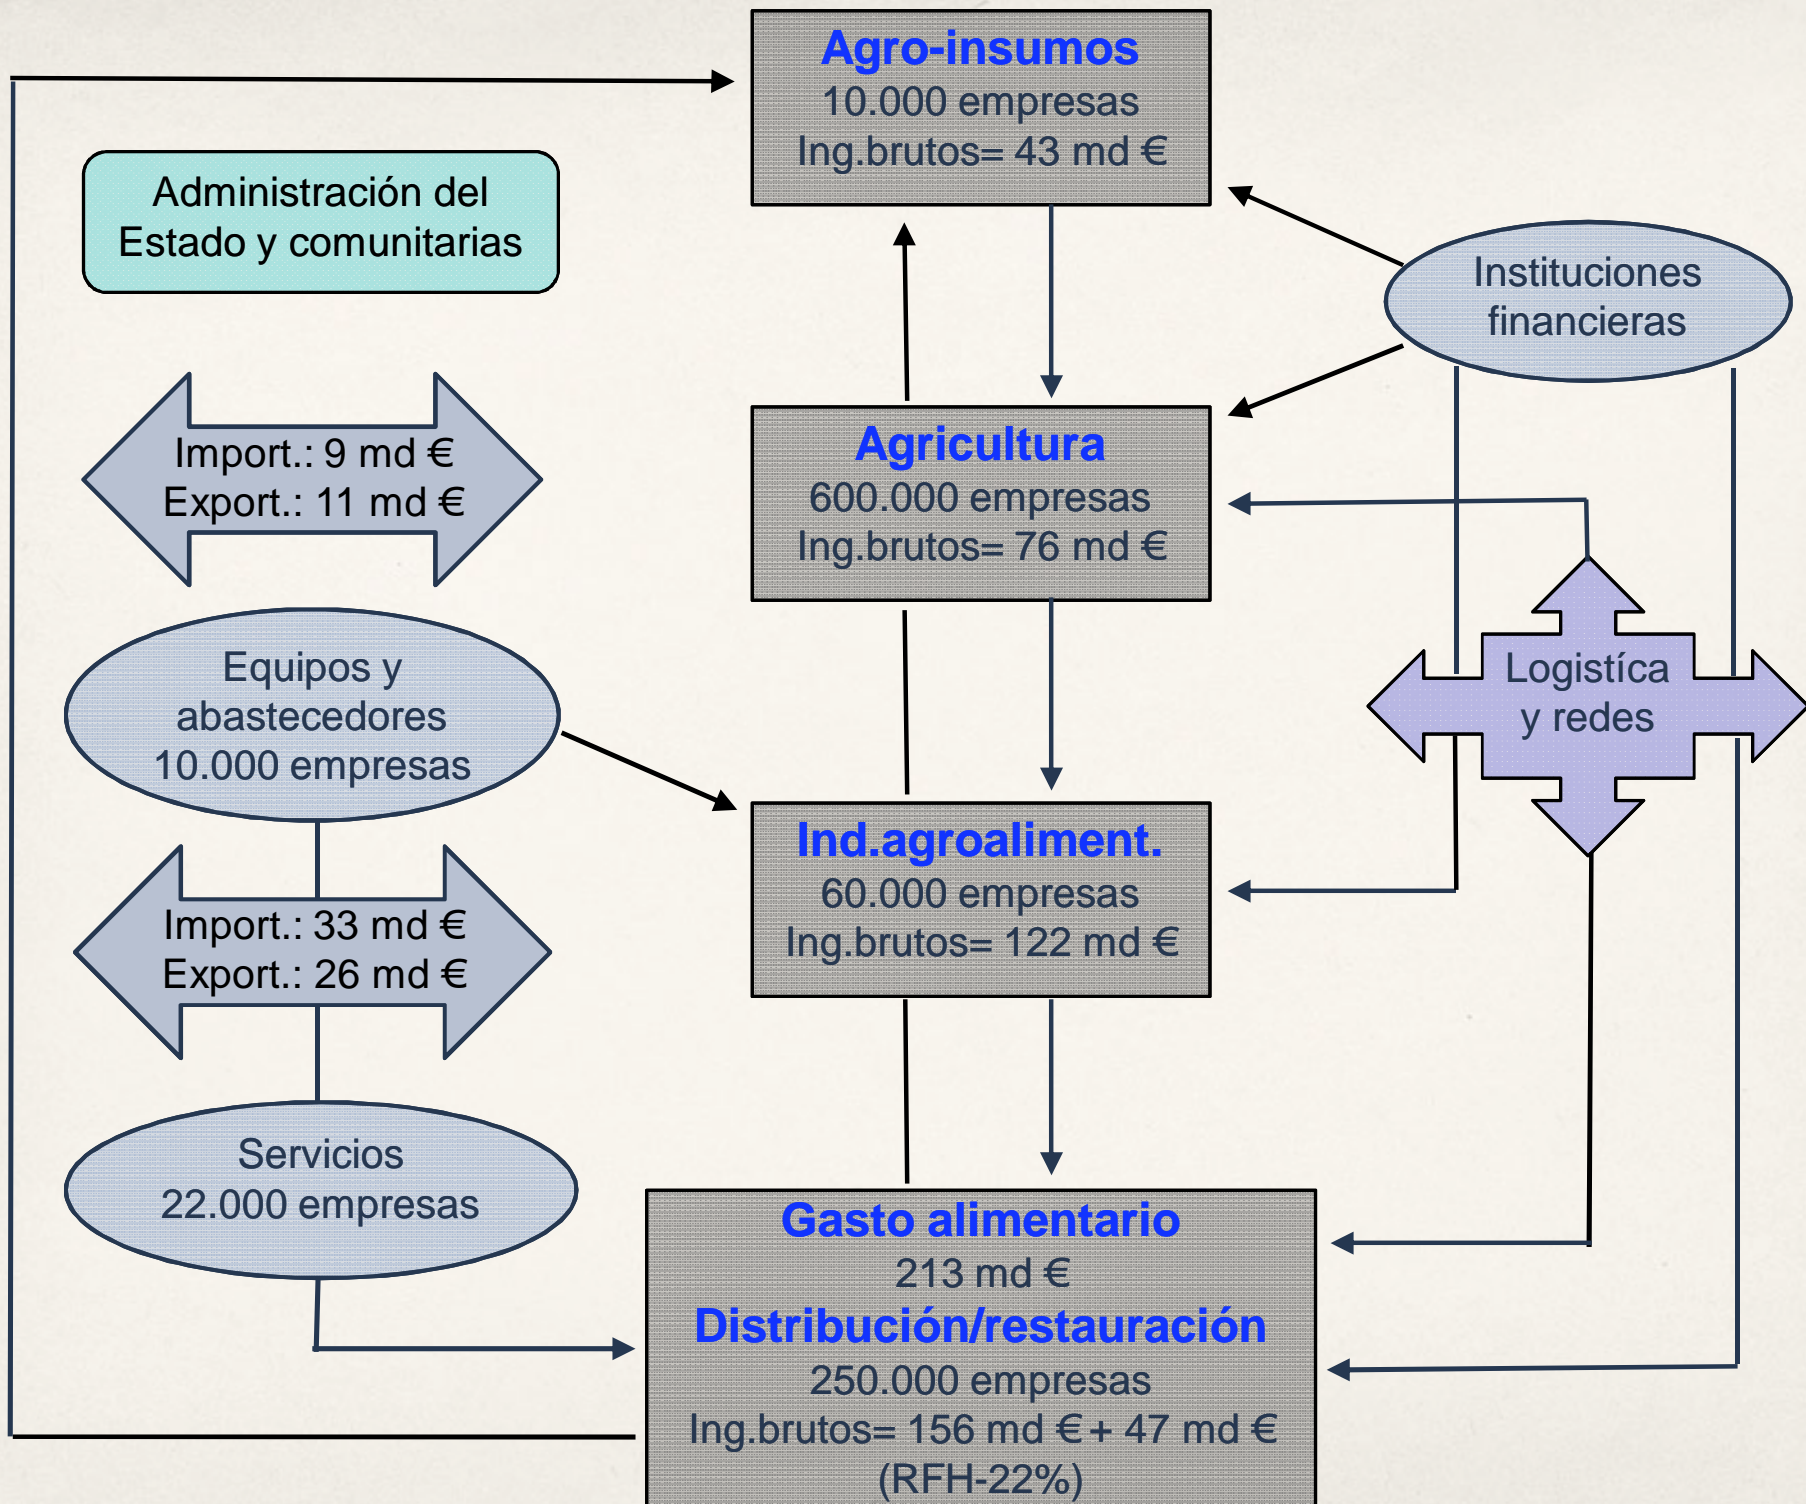 Agro-insumos
10.000 empresas
Ing.brutos= 43 md €
Administración del
Estado y comunitarias
Instituciones
financieras
Import.: 9 md €
Export.: 11 md €
Agricultura
600.000 empresas
Ing.brutos= 76 md €
Equipos y
abastecedores
10.000 empresas
Logistíca
y redes
Ind.agroaliment.
60.000 empresas
Ing.brutos= 122 md €
Import.: 33 md €
Export.: 26 md €
Servicios
22.000 empresas
Gasto alimentario
213 md €
Distribución/restauración
250.000 empresas
Ing.brutos= 156 md € + 47 md €
(RFH-22%)